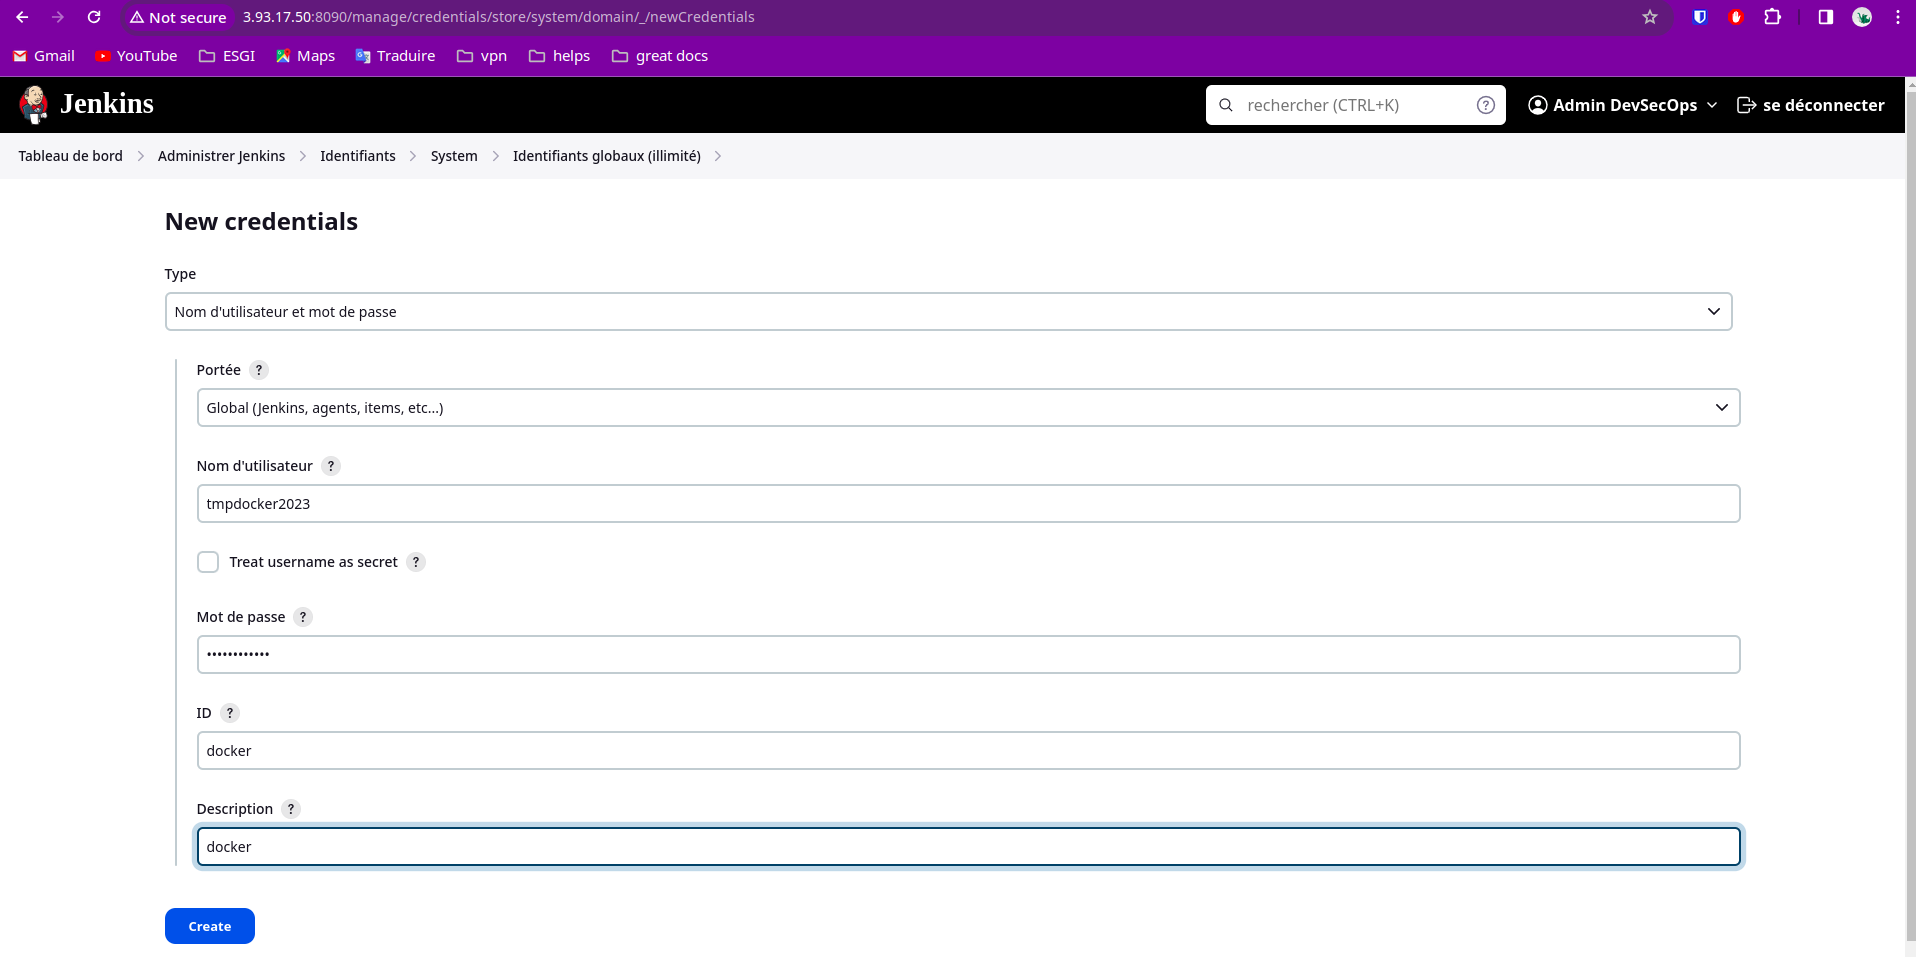 Not secure 3.93.17.50:8090/manage/credentials/store/system/domain/_/newCredentials
Gmail YouTube ESGI Maps Traduire vpn helps great docs
Jenkins rechercher (CTRL+K) ? Admin DevSecOps se déconnecter
Tableau de bord > Administrer Jenkins > Identifiants > System > Identifiants globaux (illimité) >
New credentials
Type
Nom d'utilisateur et mot de passe
Portée ?
Global (Jenkins, agents, items, etc...)
Nom d'utilisateur ?
tmpdocker2023
Treat username as secret ?
Mot de passe ?
••••••••••••
ID ?
docker
Description ?
docker
Create